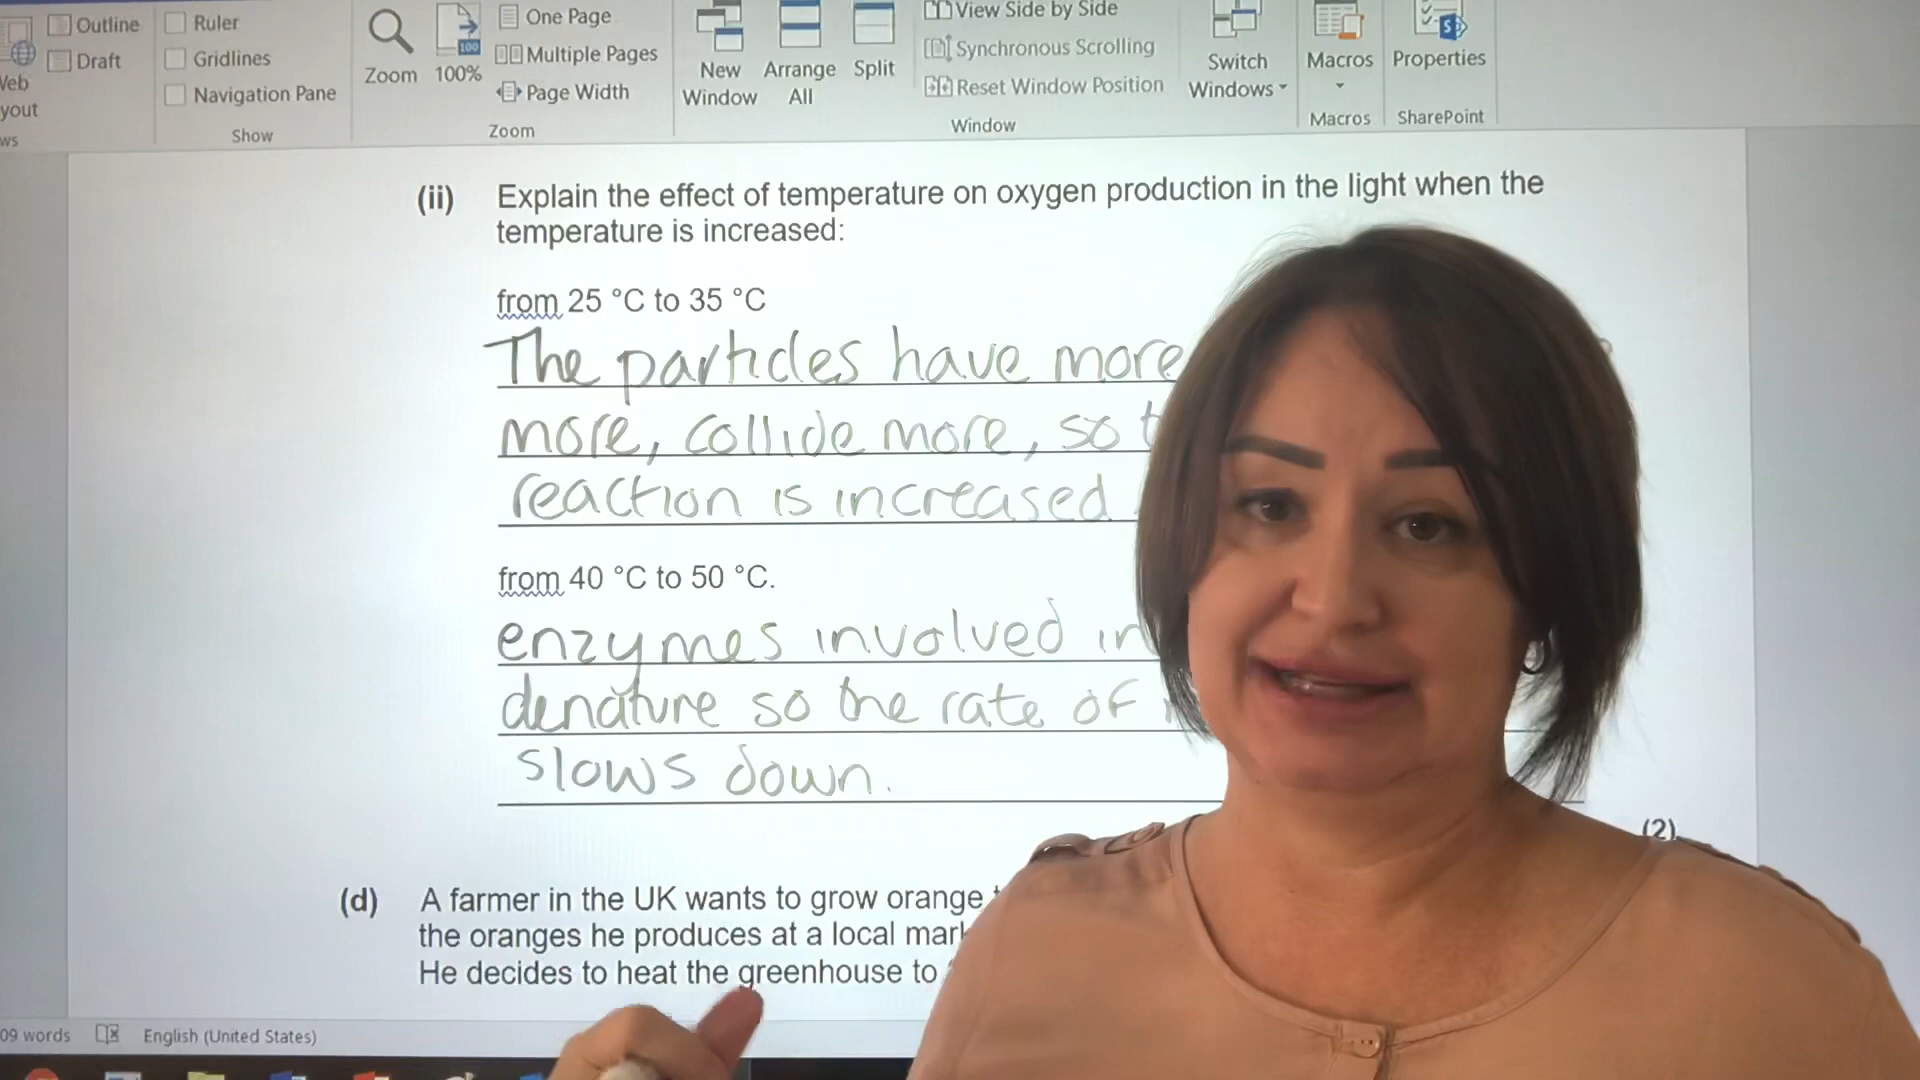 Outline
Draft
Ruler
Gridlines
Navigation Pane
Show
Zoom
100%
100
One Page
Multiple Pages
Page Width
Zoom
New
Window
Arrange
All
Split
View Side by Side
Synchronous Scrolling
Reset Window Position
Window
Switch
Windows
Macros
Macros
Properties
SharePoint
(ii) Explain the effect of temperature on oxygen production in the light when the
temperature is increased:
from 25 °C to 35 °C
The particles have more
more, collide more, so
reaction is increased
from 40 °C to 50 °C.
enzymes involved in
denature so the rate of
slows down.
(2)
(d) A farmer in the UK wants to grow orange
the oranges he produces at a local
He decides to heat the greenhouse to
09 words
English (United States)